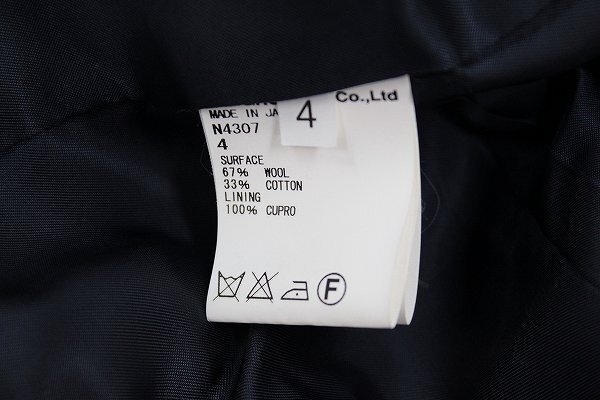 Co.,Ltd
MADE IN JA
4
N4307
4
SURFACE
67% WOOL
33% COTTON
LINING
100% CUPRO
F